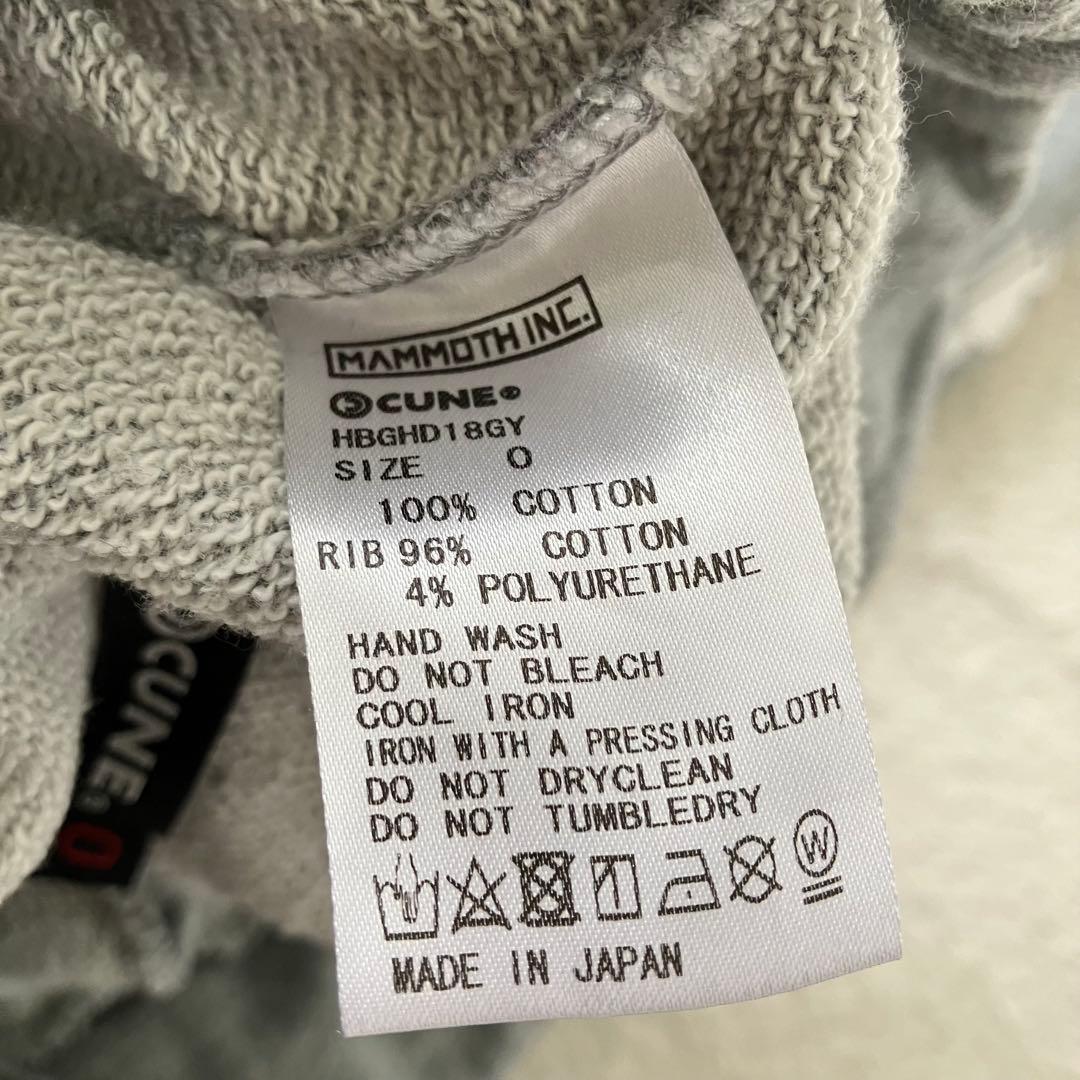 MAMMOTH INC.
CUNE®
HBGHD18GY
SIZE 0
100% COTTON
RIB 96% COTTON
4% POLYURETHANE
HAND WASH
DO NOT BLEACH
COOL IRON
IRON WITH A PRESSING CLOTH
DO NOT DRYCLEAN
DO NOT TUMBLEDRY
W
MADE IN JAPAN
CUNE®
0